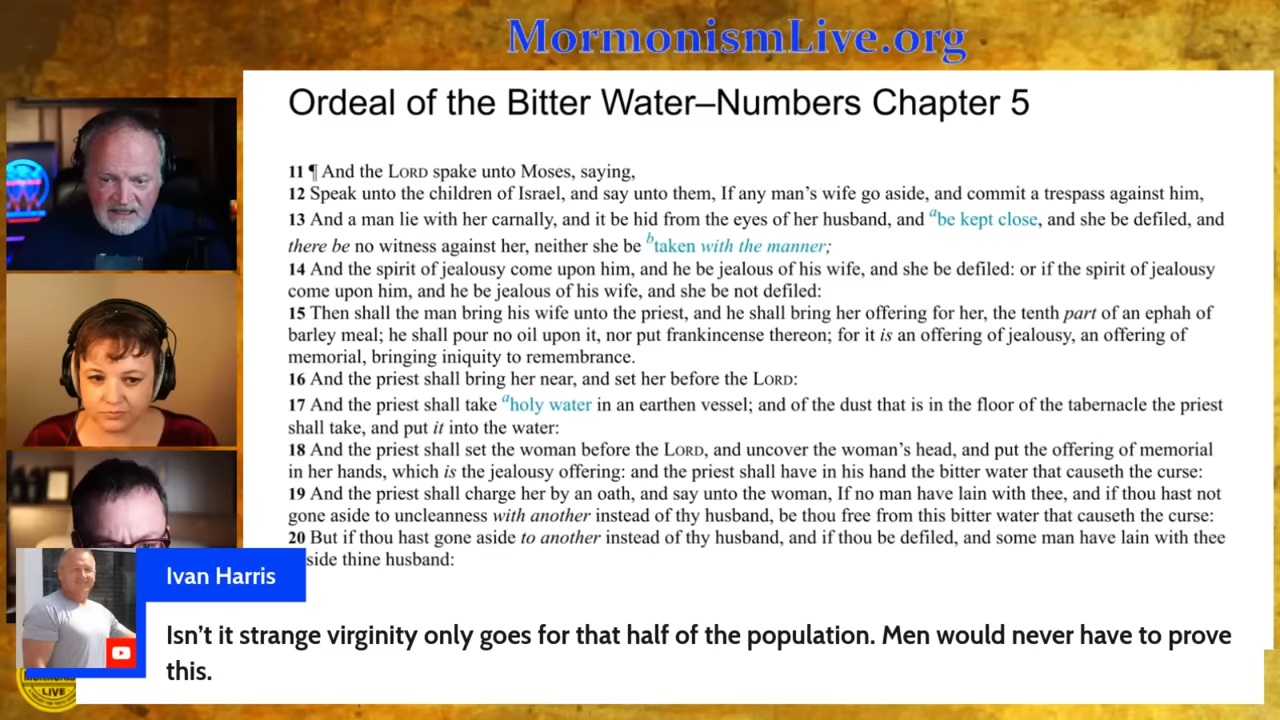 MormonismLive.org
Ordeal of the Bitter Water–Numbers Chapter 5
11 ¶ And the LORD spake unto Moses, saying,
12 Speak unto the children of Israel, and say unto them, If any man’s wife go aside, and commit a trespass against him,
13 And a man lie with her carnally, and it be hid from the eyes of her husband, and a be kept close, and she be defiled, and
there be no witness against her, neither she be b taken with the manner;
14 And the spirit of jealousy come upon him, and he be jealous of his wife, and she be defiled: or if the spirit of jealousy
come upon him, and he be jealous of his wife, and she be not defiled:
15 Then shall the man bring his wife unto the priest, and he shall bring her offering for her, the tenth part of an ephah of
barley meal; he shall pour no oil upon it, nor put frankincense thereon; for it is an offering of jealousy, an offering of
memorial, bringing iniquity to remembrance.
16 And the priest shall bring her near, and set her before the LORD:
17 And the priest shall take a holy water in an earthen vessel; and of the dust that is in the floor of the tabernacle the priest
shall take, and put it into the water:
18 And the priest shall set the woman before the LORD, and uncover the woman’s head, and put the offering of memorial
in her hands, which is the jealousy offering: and the priest shall have in his hand the bitter water that causeth the curse:
19 And the priest shall charge her by an oath, and say unto the woman, If no man have lain with thee, and if thou hast not
gone aside to uncleanness with another instead of thy husband, be thou free from this bitter water that causeth the curse:
20 But if thou hast gone aside to another instead of thy husband, and if thou be defiled, and some man have lain with thee
side thine husband:
Ivan Harris
Isn’t it strange virginity only goes for that half of the population. Men would never have to prove
this.
LIVE